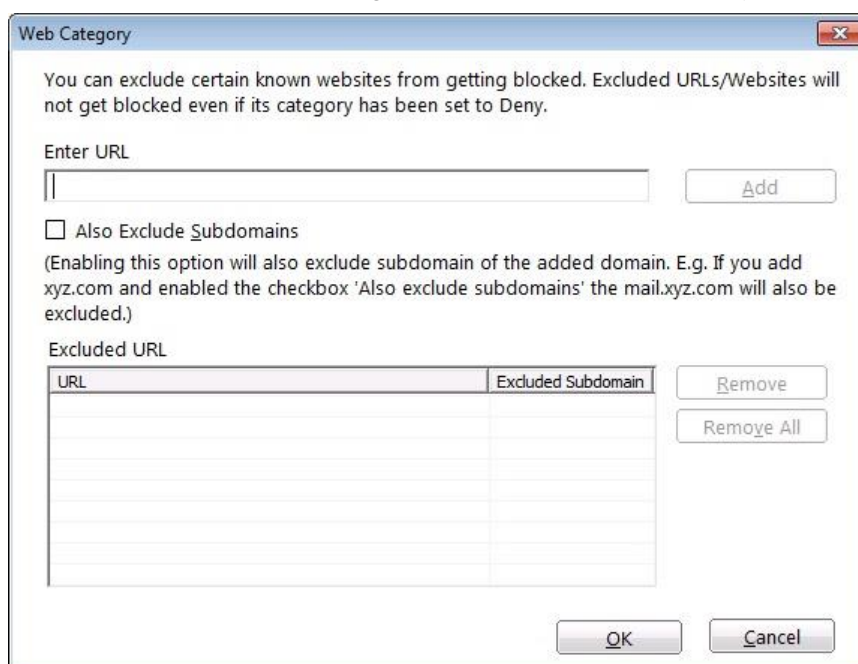 Web Category
You can exclude certain known websites from getting blocked. Excluded URLs/Websites will
not get blocked even if its category has been set to Deny.
Enter URL
Add
Also Exclude Subdomains
(Enabling this option will also exclude subdomain of the added domain. E.g. If you add
xyz.com and enabled the checkbox 'Also exclude subdomains' the mail.xyz.com will also be
excluded.)
Excluded URL
URL Excluded Subdomain
Remove
Remove All
OK Cancel